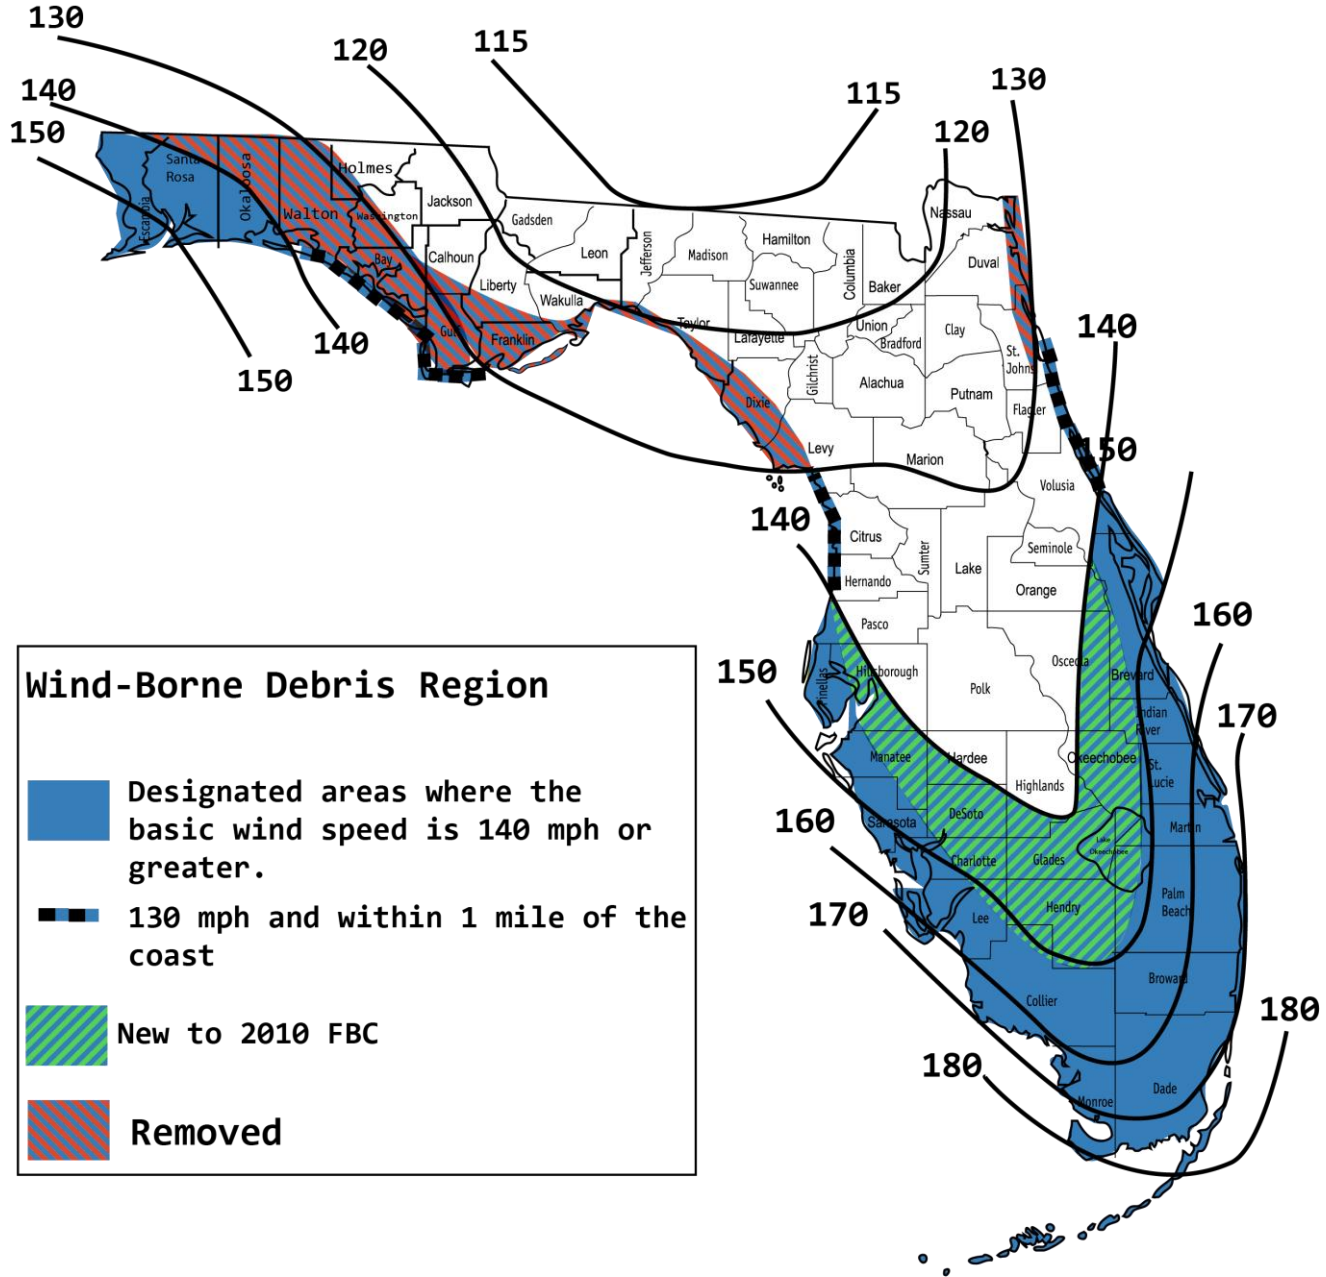 130
120
115
115
130
140
150
120
Holmes
Santa
Rosa
Okaloosa
Escambia
Walton
Washington
Jackson
Gadsden
Leon
Jefferson
Madison
Hamilton
Columbia
Baker
Nassau
Duval
Bay
Calhoun
Liberty
Wakulla
Suwannee
Taylor
Lafayette
Union
Bradford
Clay
St.
Johns
Gulf
Franklin
140
150
140
Gilchrist
Alachua
Putnam
Flagler
Dixie
Levy
Marion
150
Volusia
140
Citrus
Sumter
Lake
Seminole
Hernando
Orange
Pasco
160
Hillsborough
Pinellas
Polk
Osceola
Brevard
150
Indian
River
170
Manatee
Hardee
Highlands
Okeechobee
St.
Lucie
160
Sarasota
DeSoto
Martin
Lake
Okeechobee
Charlotte
Glades
170
Lee
Hendry
Palm
Beach
Collier
Broward
180
180
Monroe
Dade
Wind-Borne Debris Region
Designated areas where the
basic wind speed is 140 mph or
greater.
130 mph and within 1 mile of the
coast
New to 2010 FBC
Removed